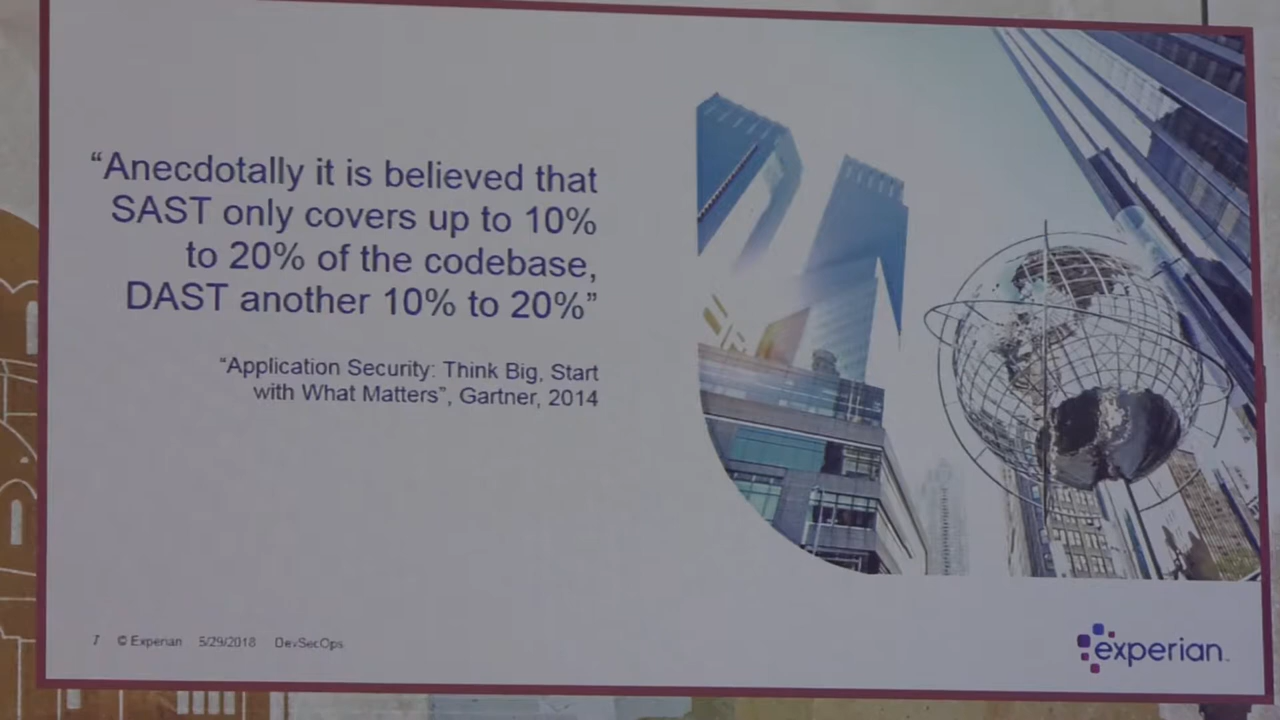 “Anecdotally it is believed that
SAST only covers up to 10%
to 20% of the codebase,
DAST another 10% to 20%”
“Application Security: Think Big, Start
with What Matters”, Gartner, 2014
7 © Experian 5/29/2018 DevSecOps
experian.